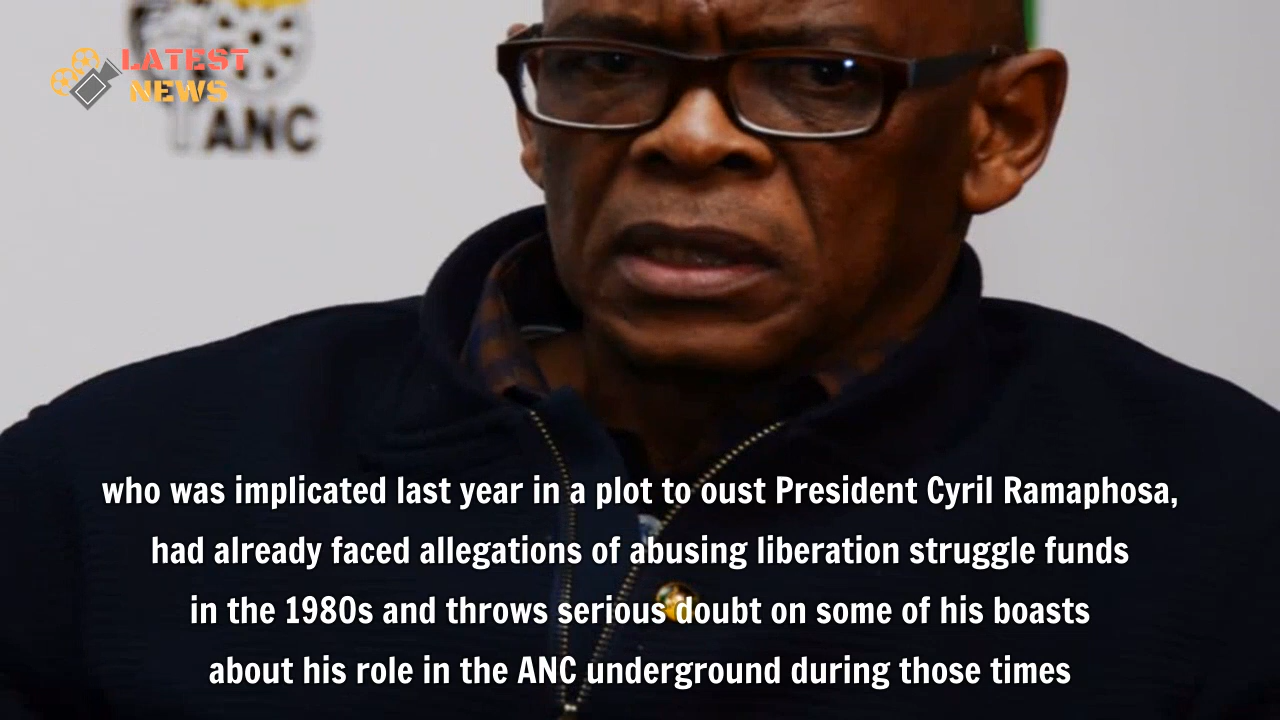 LATEST
NEWS
ANC
who was implicated last year in a plot to oust President Cyril Ramaphosa,
had already faced allegations of abusing liberation struggle funds
in the 1980s and throws serious doubt on some of his boasts
about his role in the ANC underground during those times